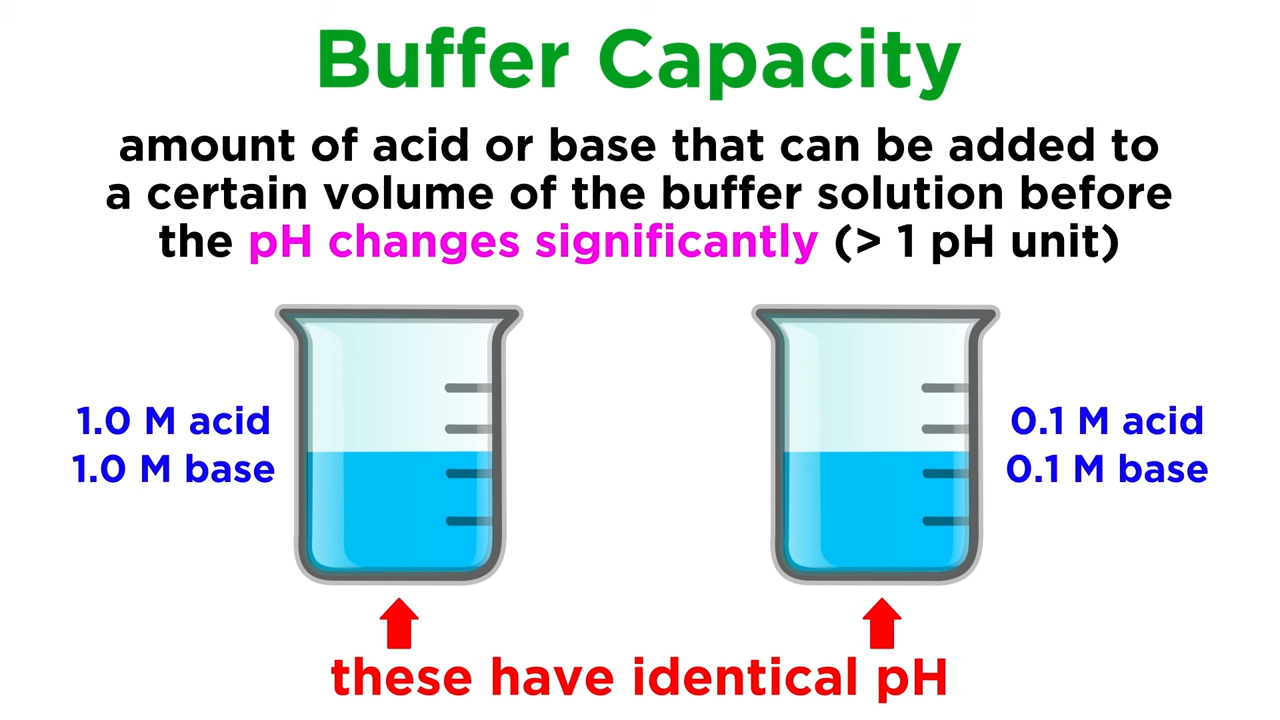 Buffer Capacity
amount of acid or base that can be added to
a certain volume of the buffer solution before
the pH changes significantly (> 1 pH unit)
1.0 M acid
1.0 M base
0.1 M acid
0.1 M base
these have identical pH